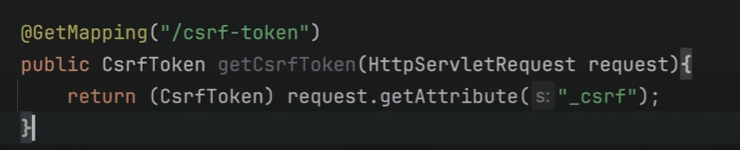 @GetMapping("/csrf-token")
public CsrfToken getCsrfToken(HttpServletRequest request){
    return (CsrfToken) request.getAttribute( s: "_csrf");
}